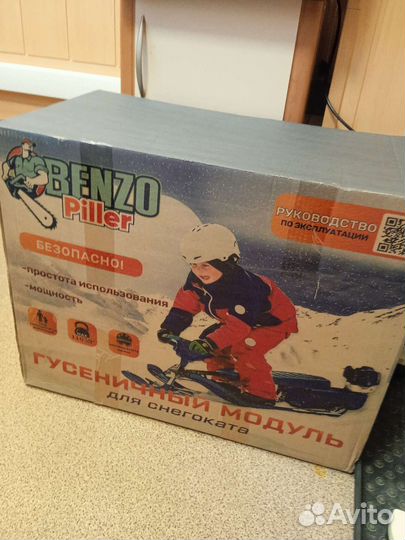 BENZO
Piller
РУКОВОДСТВО
ПО ЭКСПЛУАТАЦИИ
БЕЗОПАСНО!
-простота использования
-мощность
ГУСЕНИЧНЫЙ МОДУЛЬ
для снегоката
Avito